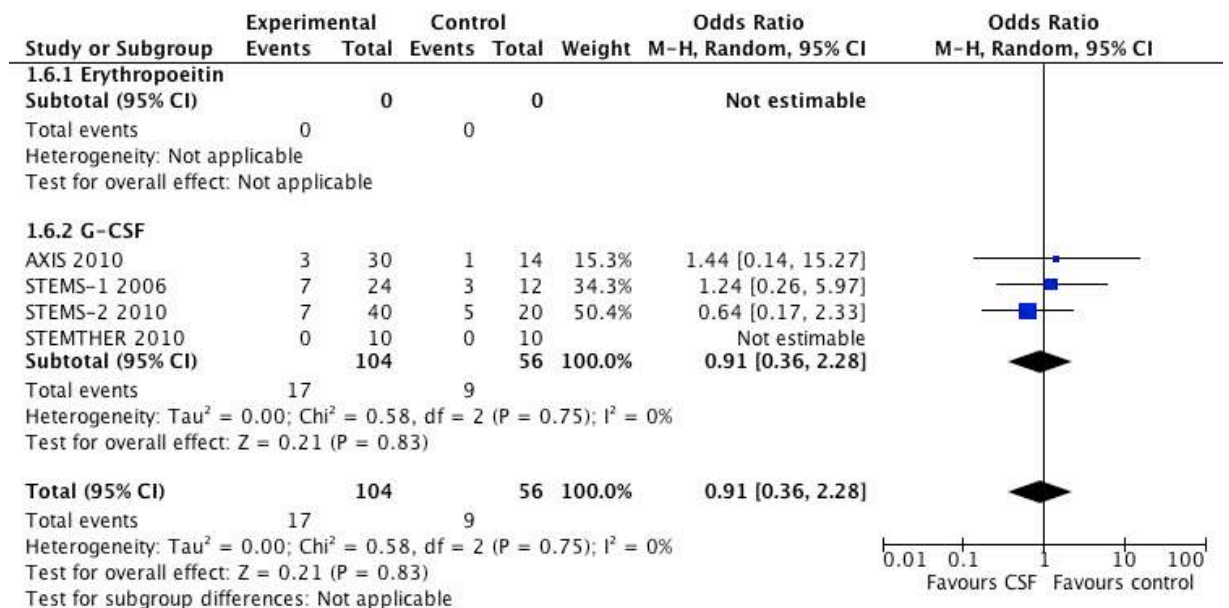 Experimental Control Odds Ratio Odds Ratio
Study or Subgroup Events Total Events Total Weight M-H, Random, 95% CI M-H, Random, 95% CI
1.6.1 Erythropoeitin
Subtotal (95% CI) 0 0 Not estimable
Total events 0 0
Heterogeneity: Not applicable
Test for overall effect: Not applicable
1.6.2 G-CSF
AXIS 2010 3 30 1 14 15.3% 1.44 [0.14, 15.27]
STEMS-1 2006 7 24 3 12 34.3% 1.24 [0.26, 5.97]
STEMS-2 2010 7 40 5 20 50.4% 0.64 [0.17, 2.33]
STEMTHER 2010 0 10 0 10 Not estimable
Subtotal (95% CI) 104 56 100.0% 0.91 [0.36, 2.28]
Total events 17 9
Heterogeneity: Tau² = 0.00; Chi² = 0.58, df = 2 (P = 0.75); I² = 0%
Test for overall effect: Z = 0.21 (P = 0.83)
Total (95% CI) 104 56 100.0% 0.91 [0.36, 2.28]
Total events 17 9
Heterogeneity: Tau² = 0.00; Chi² = 0.58, df = 2 (P = 0.75); I² = 0%
Test for overall effect: Z = 0.21 (P = 0.83)
Test for subgroup differences: Not applicable
0.01 0.1 1 10 100
Favours CSF Favours control